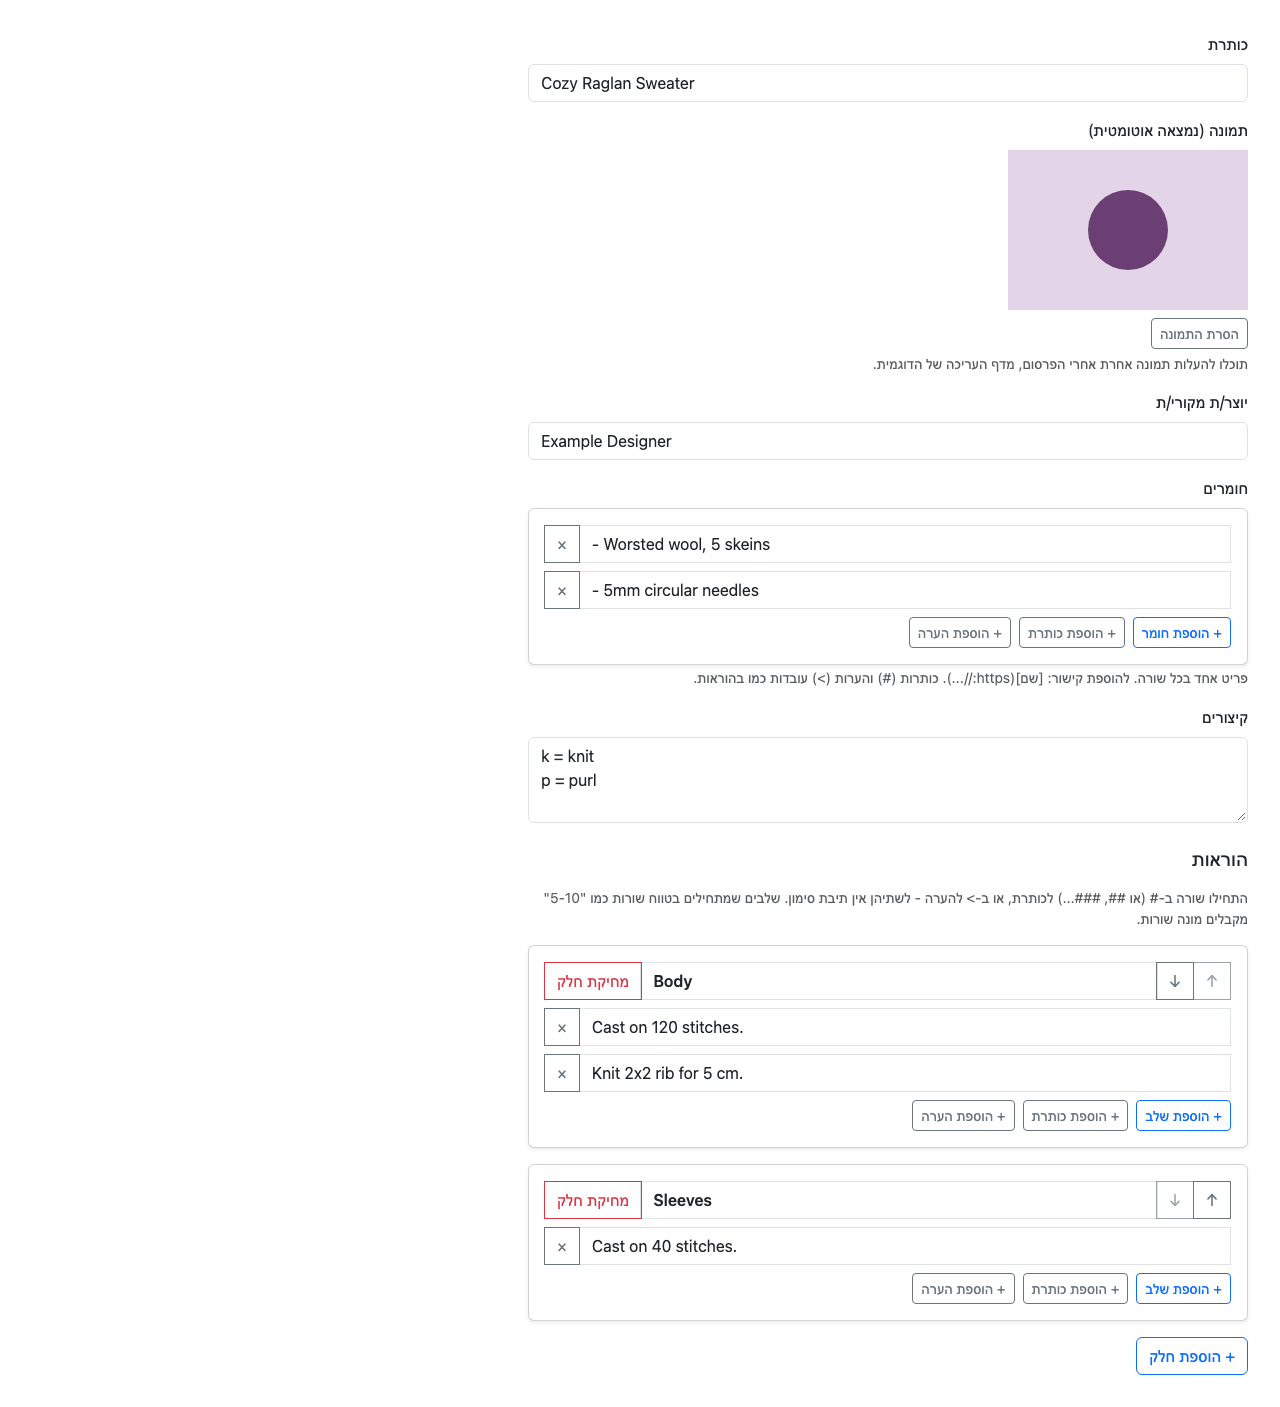 כותרת
Cozy Raglan Sweater
תמונה (נמצאה אוטומטית)
הסרת התמונה
תוכלו להעלות תמונה אחרת אחרי הפרסום, מדף העריכה של הדוגמית.
יוצר/ת מקורי/ת
Example Designer
חומרים
- Worsted wool, 5 skeins ×
- 5mm circular needles ×
+ הוספת חומר + הוספת כותרת + הוספת הערה
פריט אחד בכל שורה. להוספת קישור: [שם](https://...). כותרות (#) והערות (>) עובדות כמו בהוראות.
קיצורים
k = knit
p = purl
הוראות
התחילו שורה ב-# (או ##, ###...) לכותרת, או ב-> להערה - לשתיהן אין תיבת סימון. שלבים שמתחילים בטווח שורות כמו "5-10"
מקבלים מונה שורות.
↑ ↓ Body מחיקת חלק
Cast on 120 stitches. ×
Knit 2x2 rib for 5 cm. ×
+ הוספת שלב + הוספת כותרת + הוספת הערה
↑ ↓ Sleeves מחיקת חלק
Cast on 40 stitches. ×
+ הוספת שלב + הוספת כותרת + הוספת הערה
+ הוספת חלק